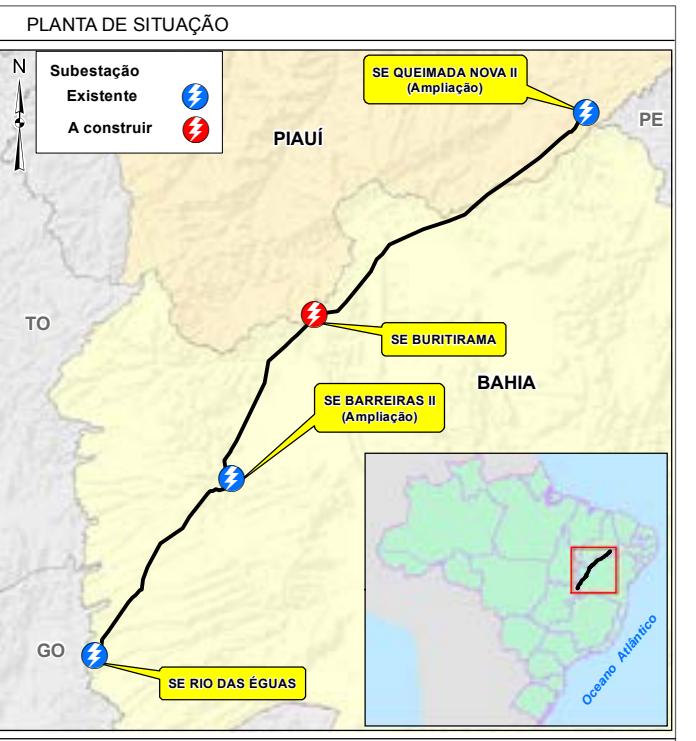 PLANTA DE SITUAÇÃO
N
Subestação
Existente
A construir
SE QUEIMADA NOVA II
(Ampliação)
PE
PIAUÍ
TO
SE BURITIRAMA
BAHIA
SE BARREIRAS II
(Ampliação)
GO
SE RIO DAS ÉGUAS
Oceano Atlântico